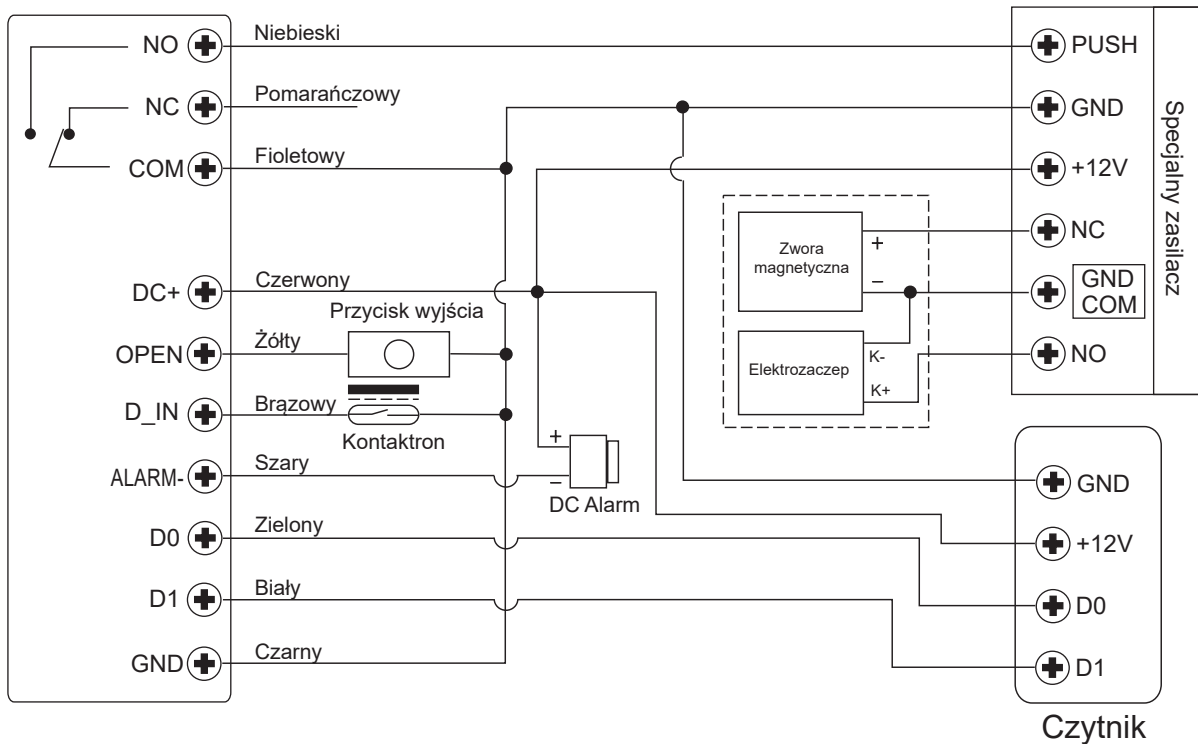 NO
Niebieski
NC
Pomarańczowy
COM
Fioletowy
DC+
Czerwony
Przycisk wyjścia
OPEN
Żółty
D_IN
Brązowy
Kontaktron
ALARM-
Szary
+
–
DC Alarm
D0
Zielony
D1
Biały
GND
Czarny
Zwora
magnetyczna
+
–
Elektrozaczep
K-
K+
PUSH
GND
+12V
NC
GND
COM
NO
Specjalny zasilacz
GND
+12V
D0
D1
Czytnik